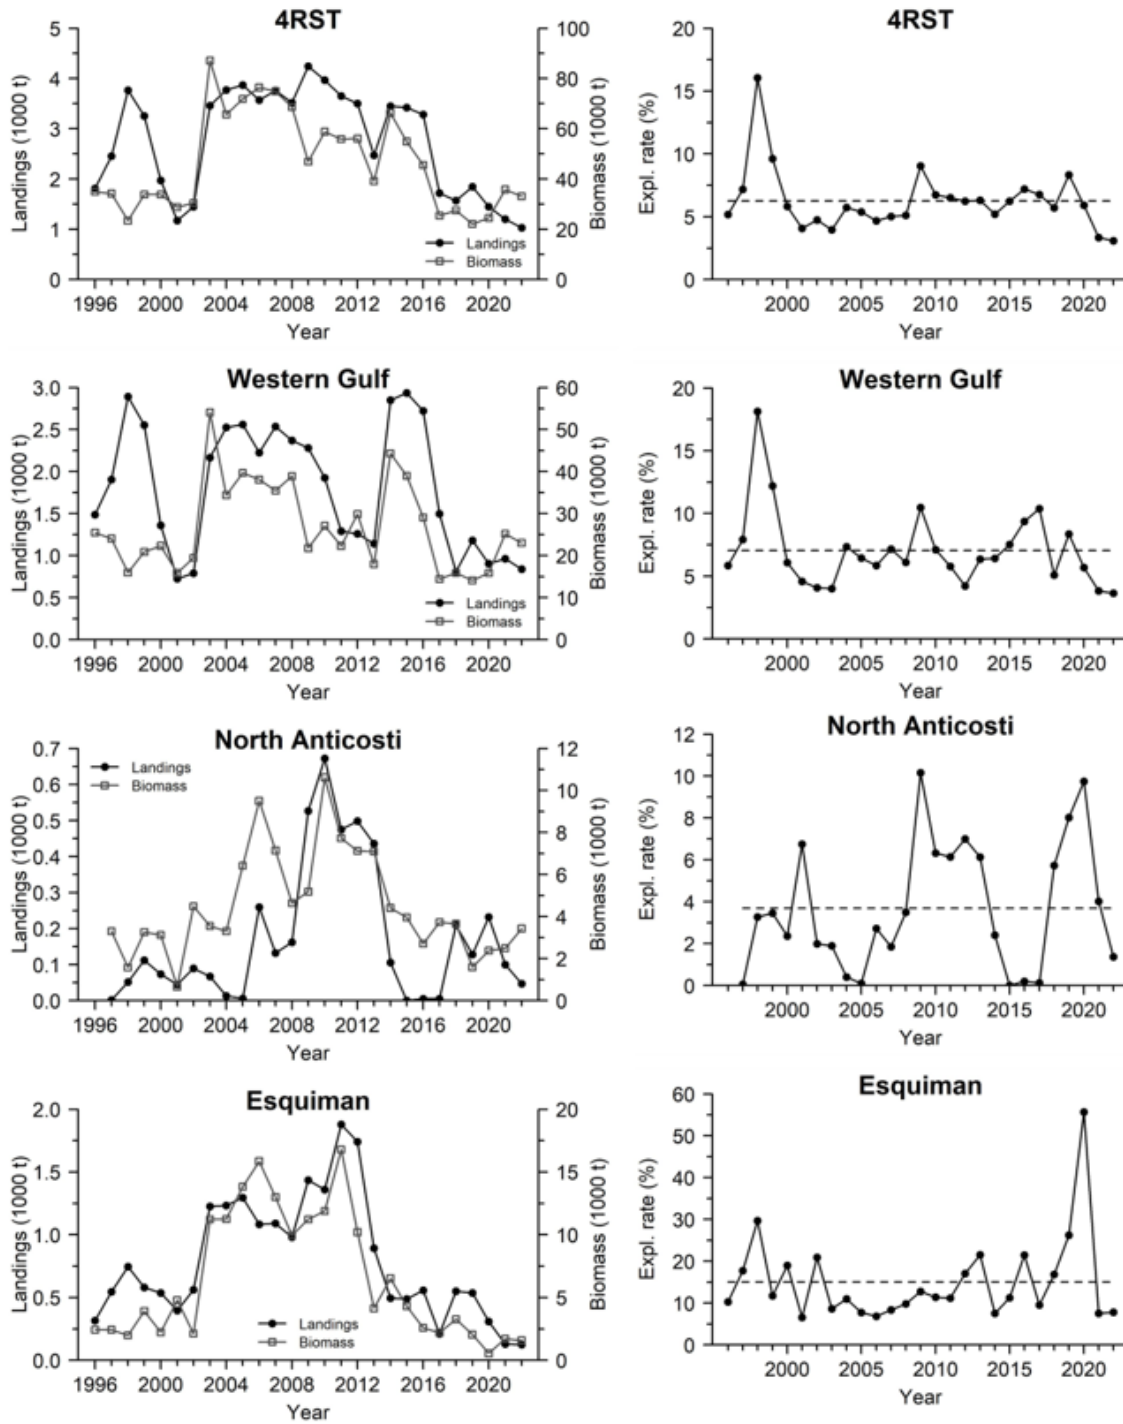 4RST
5
4
3
2
1
0
Landings (1000 t)
100
80
60
40
20
0
Biomass (1000 t)
Landings
Biomass
1996 2000 2004 2008 2012 2016 2020
Year
4RST
20
15
10
5
0
Expl. rate (%)
2000 2005 2010 2015 2020
Year
Western Gulf
3.0
2.5
2.0
1.5
1.0
0.5
0.0
Landings (1000 t)
60
50
40
30
20
10
0
Biomass (1000 t)
Landings
Biomass
1996 2000 2004 2008 2012 2016 2020
Year
Western Gulf
20
15
10
5
0
Expl. rate (%)
2000 2005 2010 2015 2020
Year
North Anticosti
0.7
0.6
0.5
0.4
0.3
0.2
0.1
0.0
Landings (1000 t)
12
10
8
6
4
2
0
Biomass (1000 t)
Landings
Biomass
1996 2000 2004 2008 2012 2016 2020
Year
North Anticosti
12
10
8
6
4
2
0
Expl. rate (%)
2000 2005 2010 2015 2020
Year
Esquiman
2.0
1.5
1.0
0.5
0.0
Landings (1000 t)
20
15
10
5
0
Biomass (1000 t)
Landings
Biomass
1996 2000 2004 2008 2012 2016 2020
Year
Esquiman
60
50
40
30
20
10
0
Expl. rate (%)
2000 2005 2010 2015 2020
Year